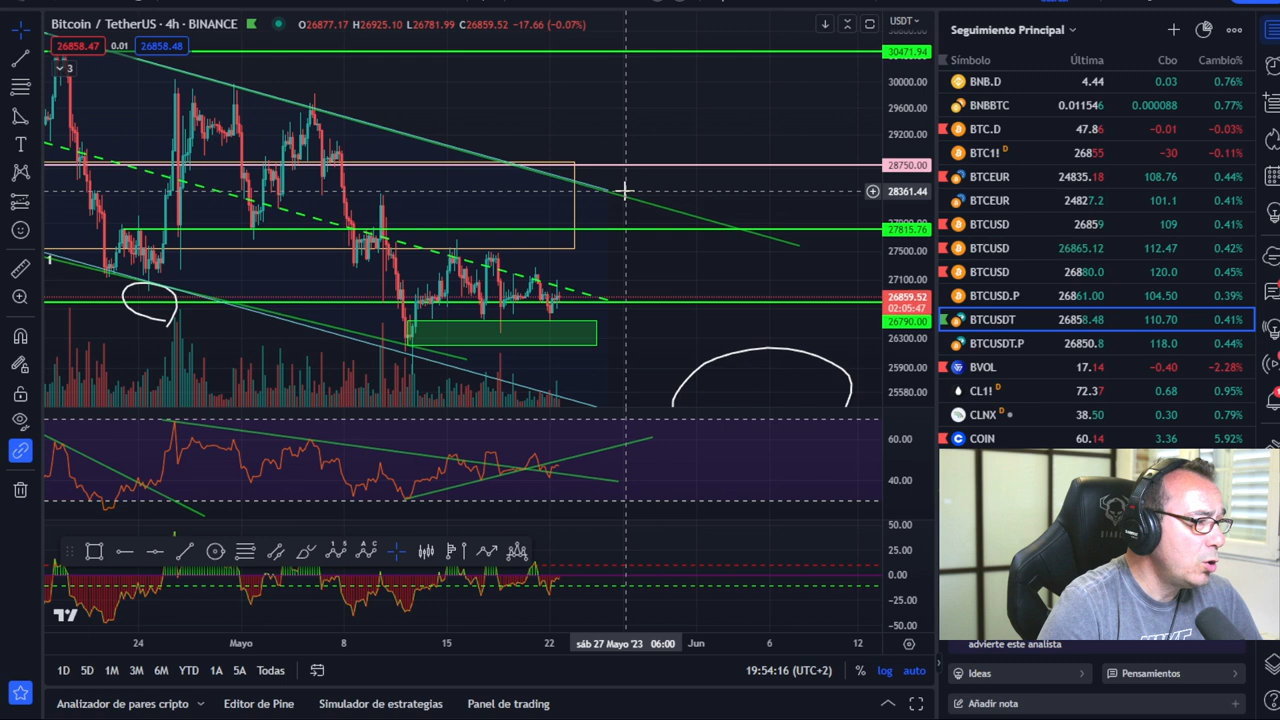 Bitcoin / TetherUS · 4h · BINANCE O26877.17 H26925.10 L26781.99 C26859.52 −17.66 (−0.07%) USDT
26858.47 0.01 26858.48
3
30471.94
30000.00
29600.00
29200.00
28750.00
28361.44
27815.76
27500.00
27100.00
26859.52
02:05:47
26790.00
26300.00
25900.00
25580.00
1
60.00
40.00
50.00
25.00
0.00
−25.00
−50.00
24 Mayo 8 15 22 sáb 27 Mayo '23 06:00 Jun 6 12
1D 5D 1M 3M 6M YTD 1A 5A Todas 19:54:16 (UTC+2) % log auto
Analizador de pares cripto Editor de Pine Simulador de estrategias Panel de trading
Seguimiento Principal
Símbolo Última Cbo Cambio%
BNB.D 4.44 0.03 0.76%
BNBBTC 0.011546 0.000088 0.77%
BTC.D 47.86 −0.01 −0.03%
BTC1! D 26855 −30 −0.11%
BTCEUR 24835.18 108.76 0.44%
BTCEUR 24827.2 101.1 0.41%
BTCUSD 26859 109 0.41%
BTCUSD 26865.12 112.47 0.42%
BTCUSD 26880.0 120.0 0.45%
BTCUSD.P 26861.00 104.50 0.39%
BTCUSDT 26858.48 110.70 0.41%
BTCUSDT.P 26850.8 118.0 0.44%
BVOL 17.14 −0.40 −2.28%
CL1! D 72.37 0.68 0.95%
CLNX D 38.50 0.30 0.79%
COIN 60.14 3.36 5.92%
advierte este analista
Ideas Pensamientos
Añadir nota